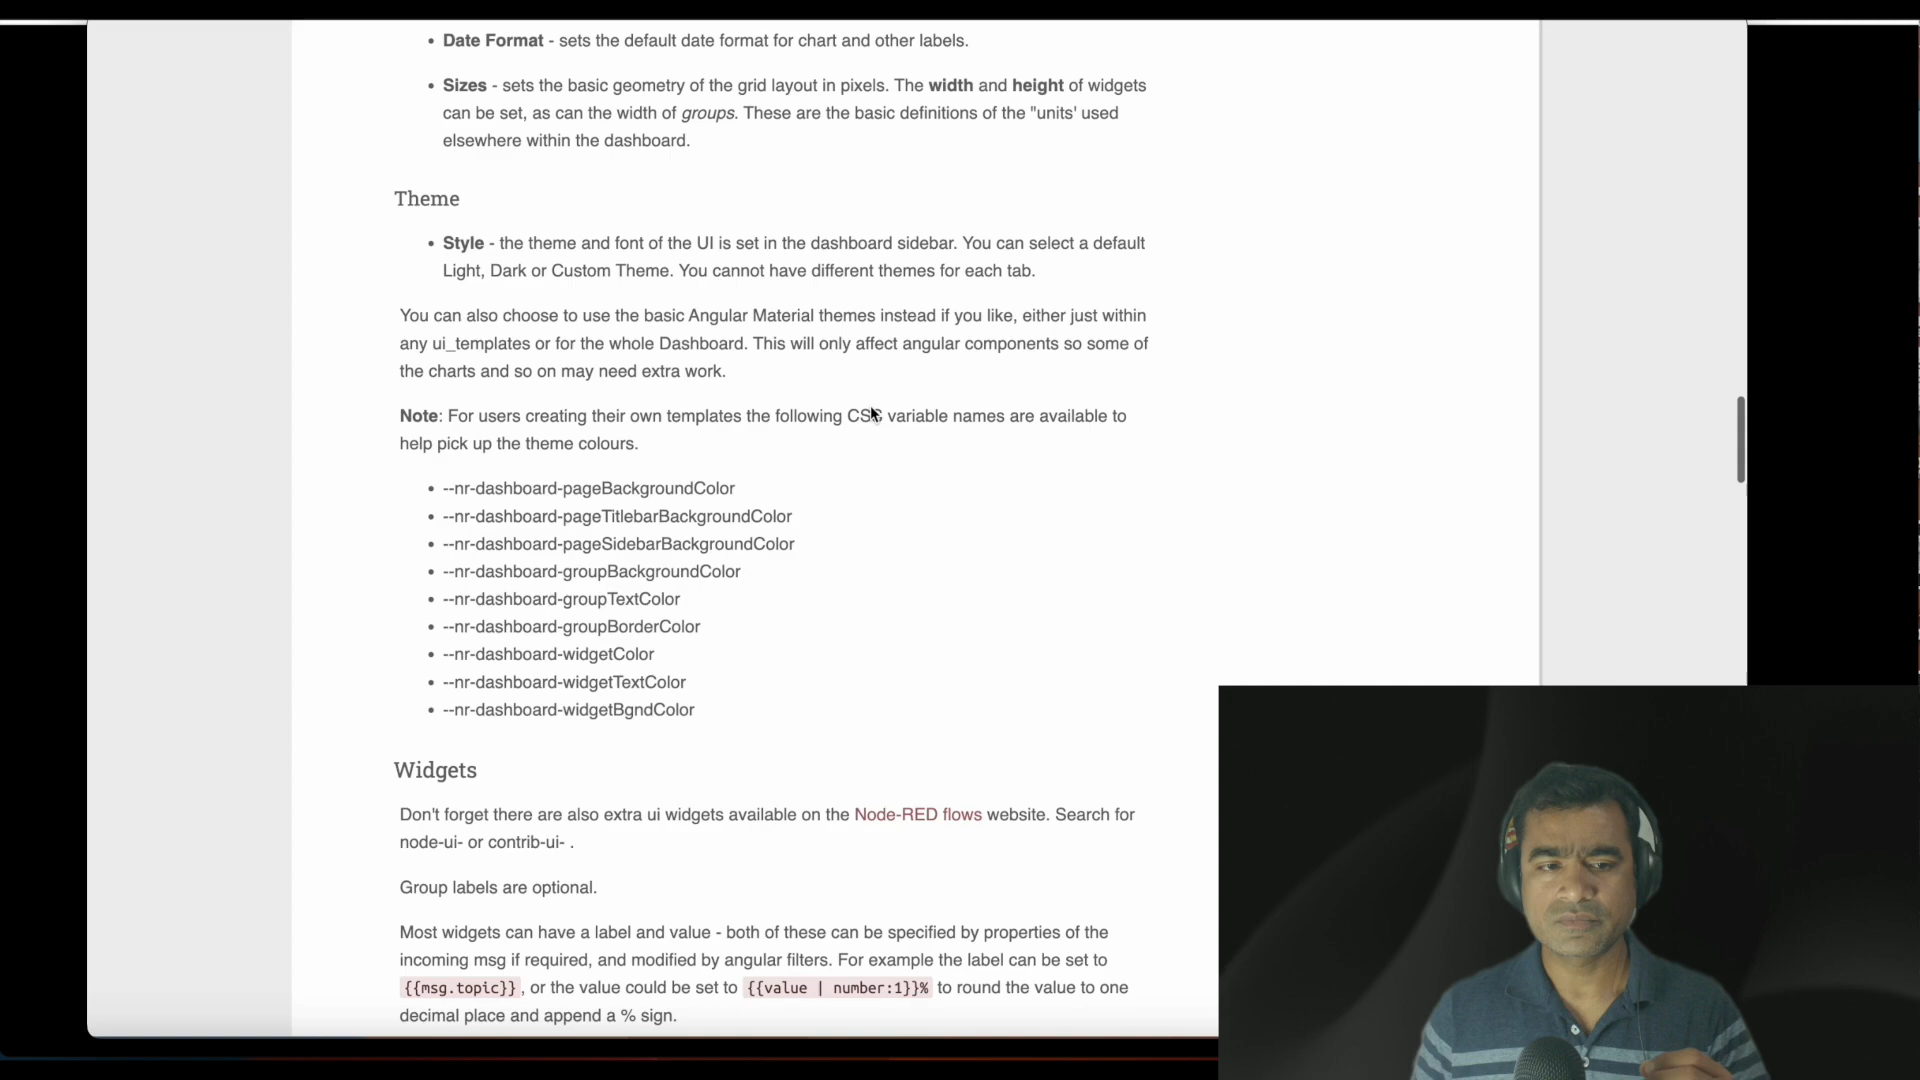 Date Format - sets the default date format for chart and other labels.
Sizes - sets the basic geometry of the grid layout in pixels. The width and height of widgets
can be set, as can the width of groups. These are the basic definitions of the "units' used
elsewhere within the dashboard.
Theme
Style - the theme and font of the UI is set in the dashboard sidebar. You can select a default
Light, Dark or Custom Theme. You cannot have different themes for each tab.
You can also choose to use the basic Angular Material themes instead if you like, either just within
any ui_templates or for the whole Dashboard. This will only affect angular components so some of
the charts and so on may need extra work.
Note: For users creating their own templates the following CSS variable names are available to
help pick up the theme colours.
--nr-dashboard-pageBackgroundColor
--nr-dashboard-pageTitlebarBackgroundColor
--nr-dashboard-pageSidebarBackgroundColor
--nr-dashboard-groupBackgroundColor
--nr-dashboard-groupTextColor
--nr-dashboard-groupBorderColor
--nr-dashboard-widgetColor
--nr-dashboard-widgetTextColor
--nr-dashboard-widgetBgndColor
Widgets
Don't forget there are also extra ui widgets available on the Node-RED flows website. Search for
node-ui- or contrib-ui- .
Group labels are optional.
Most widgets can have a label and value - both of these can be specified by properties of the
incoming msg if required, and modified by angular filters. For example the label can be set to
{{msg.topic}}, or the value could be set to {{value | number:1}}% to round the value to one
decimal place and append a % sign.